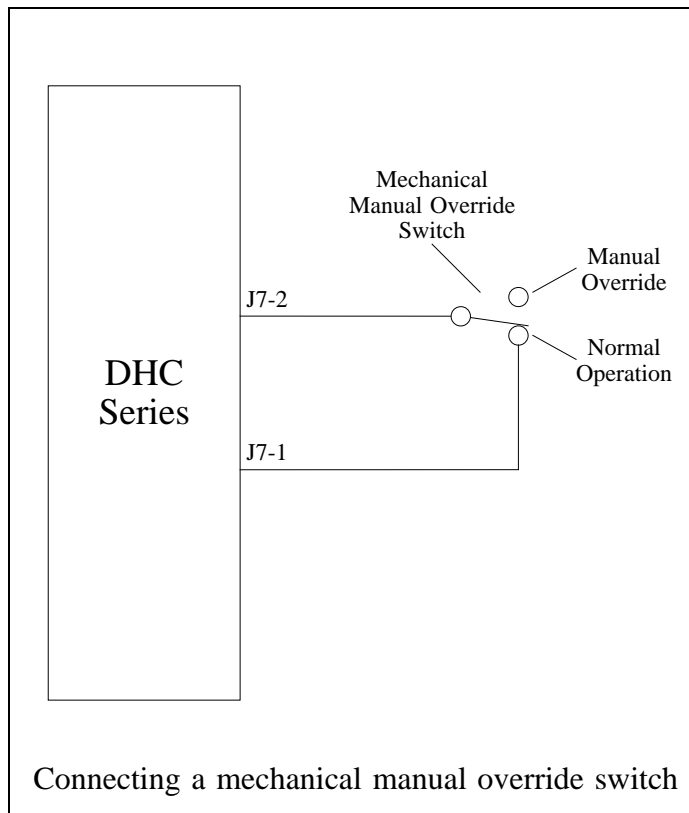 Mechanical
Manual Override
Switch
Manual
Override
J7-2
Normal
Operation
DHC
Series
J7-1
Connecting a mechanical manual override switch